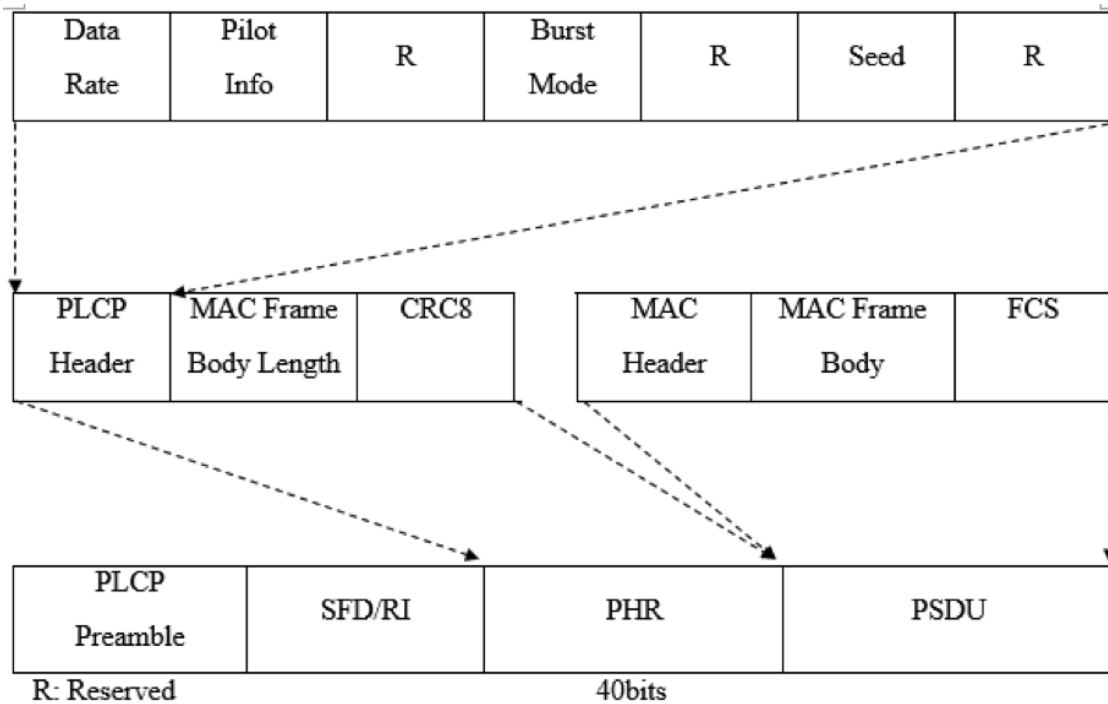 Data
Rate
Pilot
Info
R
Burst
Mode
R
Seed
R
PLCP
Header
MAC Frame
Body Length
CRC8
MAC
Header
MAC Frame
Body
FCS
PLCP
Preamble
SFD/RI
PHR
PSDU
R: Reserved
40bits